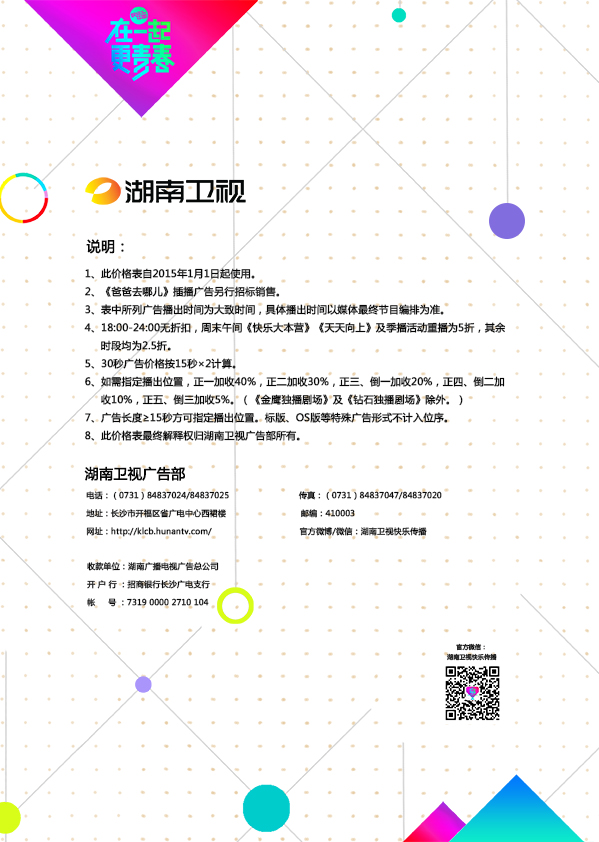 在一起
更青春
湖南卫视
说明：
1、此价格表自2015年1月1日起使用。
2、《爸爸去哪儿》插播广告另行招标销售。
3、表中所列广告播出时间为大致时间，具体播出时间以媒体最终节目编排为准。
4、18:00-24:00无折扣，周末午间《快乐大本营》《天天向上》及季播活动重播为5折，其余
时段均为2.5折。
5、30秒广告价格按15秒×2计算。
6、如需指定播出位置，正一加收40%，正二加收30%，正三、倒一加收20%，正四、倒二加
收10%，正五、倒三加收5%。（《金鹰独播剧场》及《钻石独播剧场》除外。）
7、广告长度≥15秒方可指定播出位置。标版、OS版等特殊广告形式不计入位序。
8、此价格表最终解释权归湖南卫视广告部所有。
湖南卫视广告部
电话：（0731）84837024/84837025
传真：（0731）84837047/84837020
地址：长沙市开福区省广电中心西裙楼
邮编：410003
网址：http://klcb.hunantv.com/
官方微博/微信：湖南卫视快乐传播
收款单位：湖南广播电视广告总公司
开 户 行 ：招商银行长沙广电支行
帐 号 ：7319 0000 2710 104
官方微信：
湖南卫视快乐传播